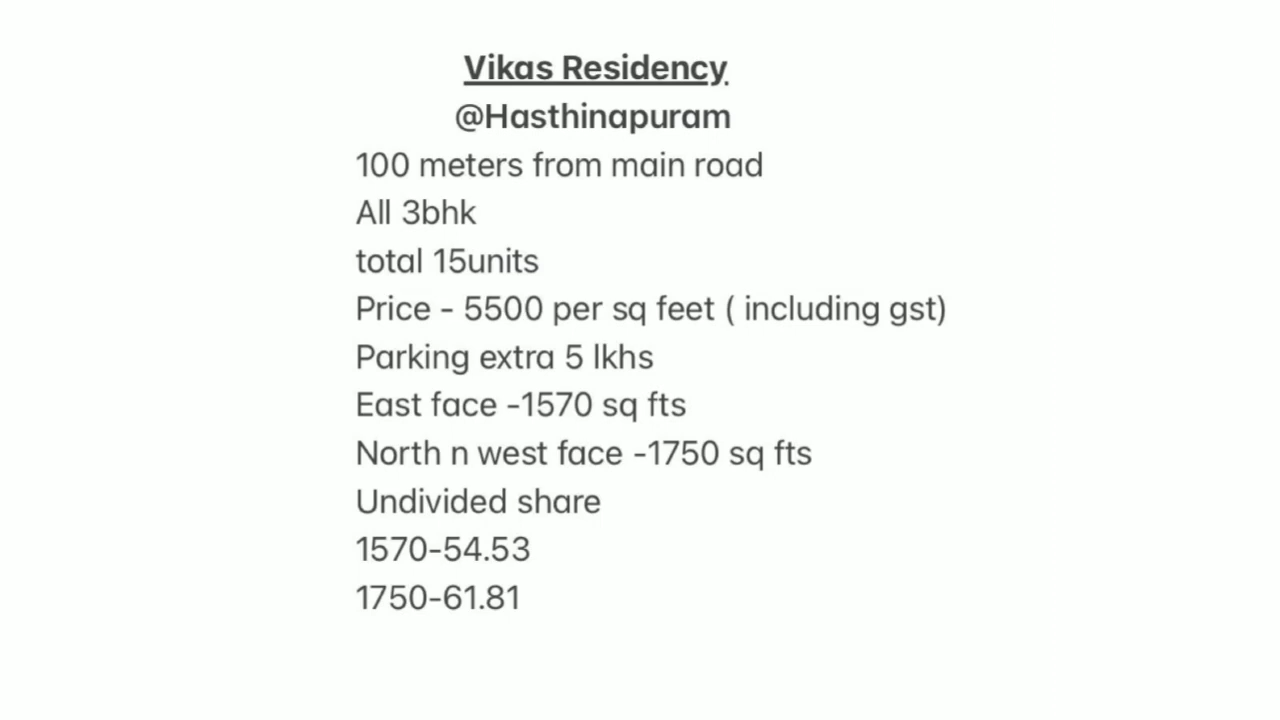 Vikas Residency
@Hasthinapuram
100 meters from main road
All 3bhk
total 15units
Price - 5500 per sq feet ( including gst)
Parking extra 5 lkhs
East face -1570 sq fts
North n west face -1750 sq fts
Undivided share
1570-54.53
1750-61.81